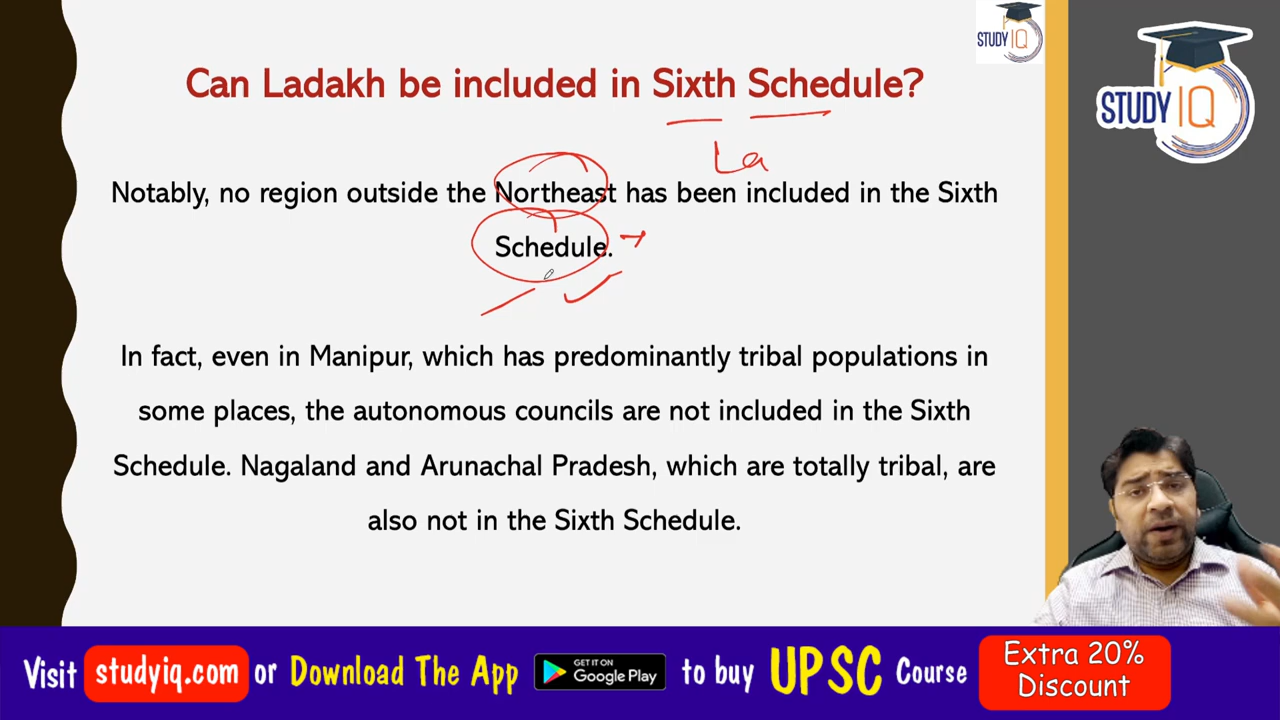 STUDY IQ
STUDY IQ
Can Ladakh be included in Sixth Schedule?
La
Notably, no region outside the Northeast has been included in the Sixth
Schedule.
In fact, even in Manipur, which has predominantly tribal populations in
some places, the autonomous councils are not included in the Sixth
Schedule. Nagaland and Arunachal Pradesh, which are totally tribal, are
also not in the Sixth Schedule.
Visit studyiq.com or Download The App GET IT ON Google Play to buy UPSC Course
Extra 20%
Discount